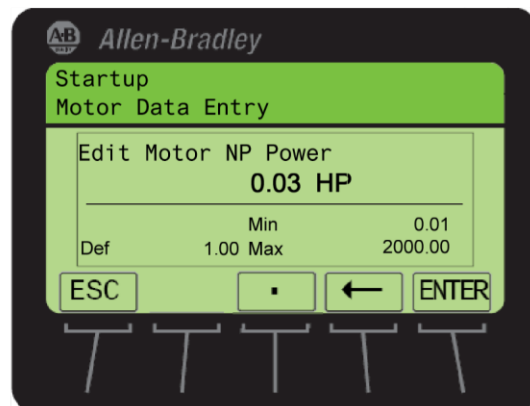 AB Allen-Bradley
Startup
Motor Data Entry
Edit Motor NP Power
0.03 HP
Min 0.01
Def 1.00 Max 2000.00
ESC . ← ENTER